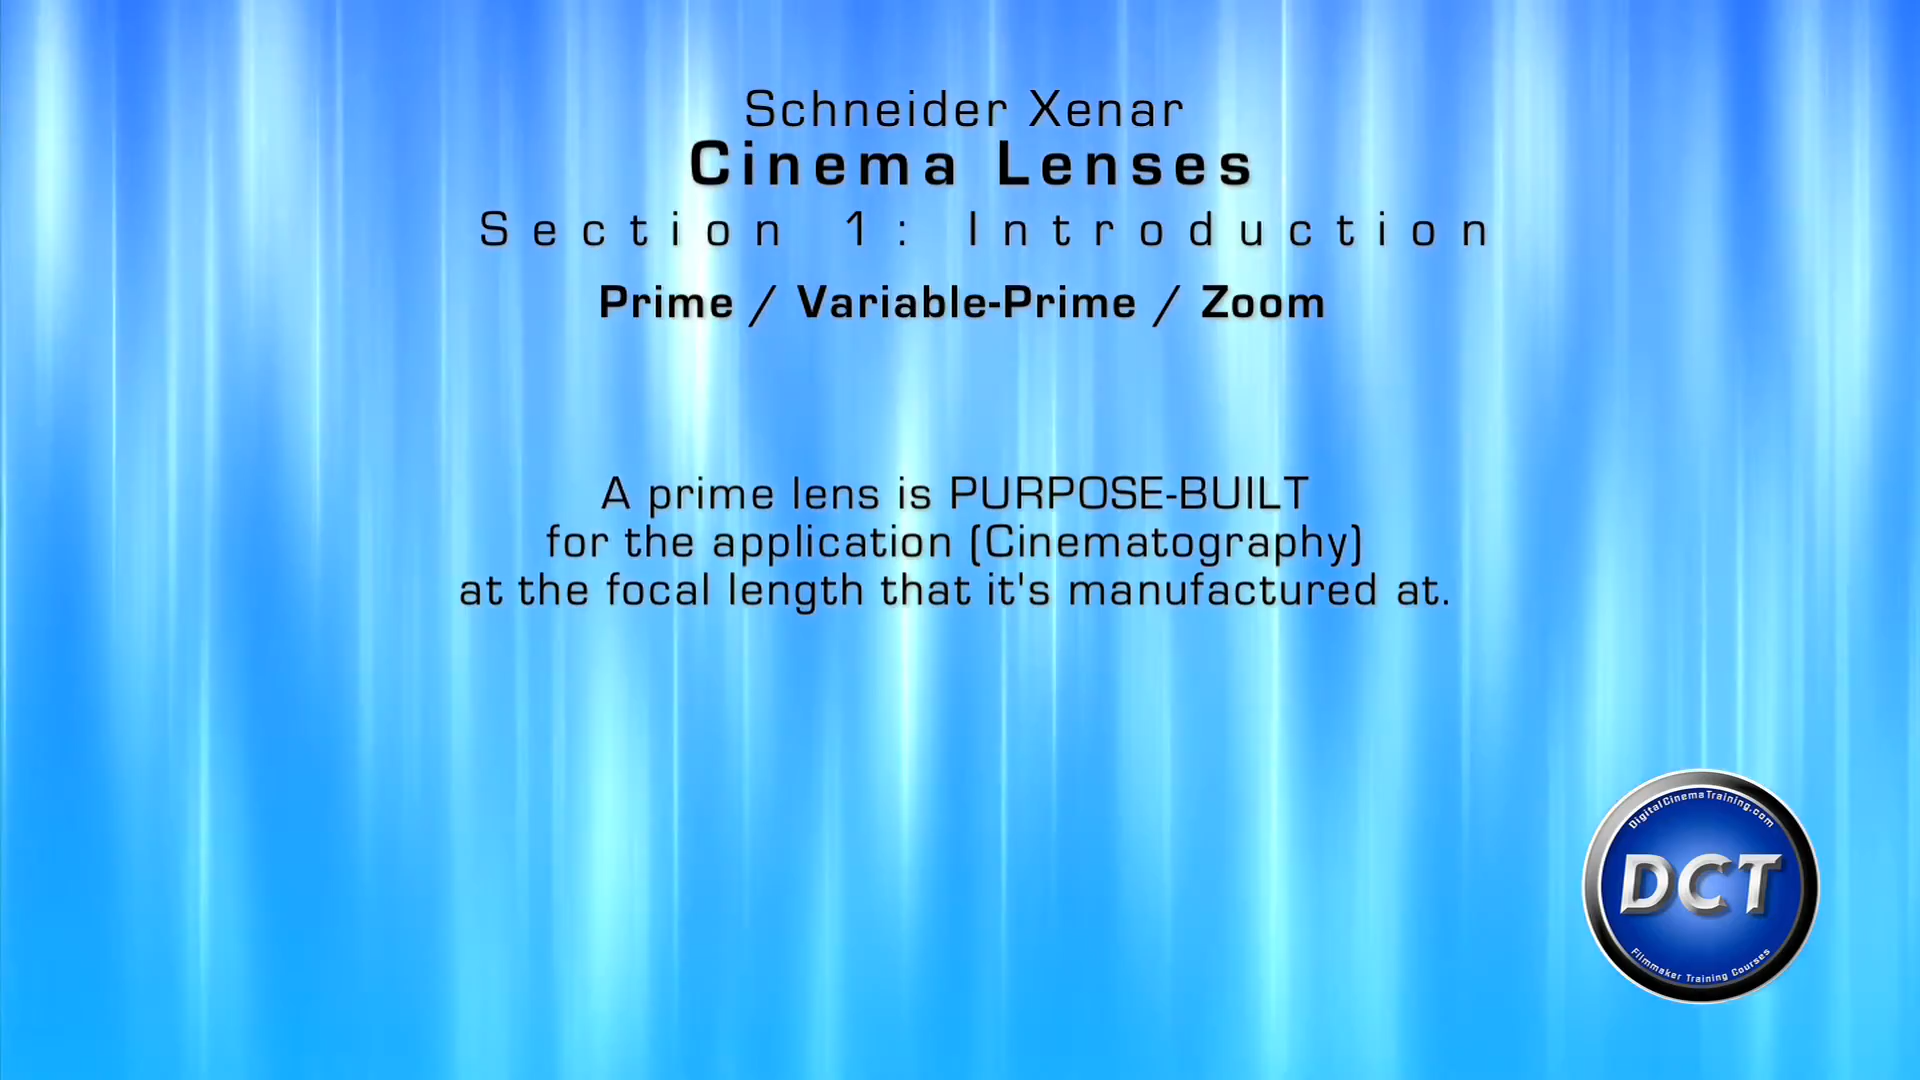 Schneider Xenar
Cinema Lenses
Section 1: Introduction
Prime / Variable-Prime / Zoom
A prime lens is PURPOSE-BUILT
for the application (Cinematography)
at the focal length that it's manufactured at.
DigitalCinemaTraining.com
DCT
Filmmaker Training Courses